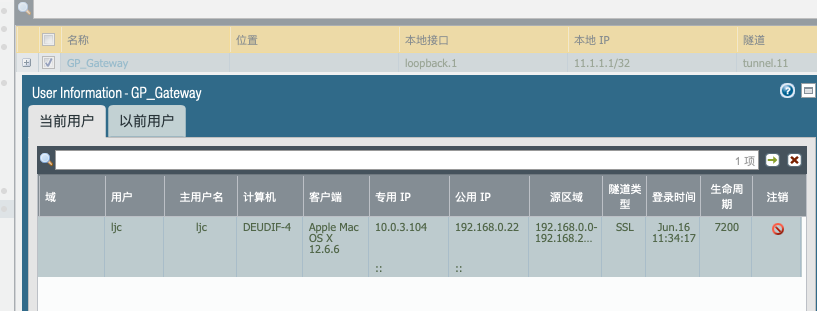 名称 位置 本地接口 本地 IP 隧道
GP_Gateway loopback.1 11.1.1.1/32 tunnel.11
User Information - GP_Gateway
当前用户 以前用户
1 项
域 用户 主用户名 计算机 客户端 专用 IP 公用 IP 源区域 隧道类型 登录时间 生命周期 注销
ljc ljc DEUDIF-4 Apple Mac 10.0.3.104 192.168.0.22 192.168.0.0- SSL Jun.16 7200
OS X 192.168.2... 11:34:17
12.6.6
:: ::